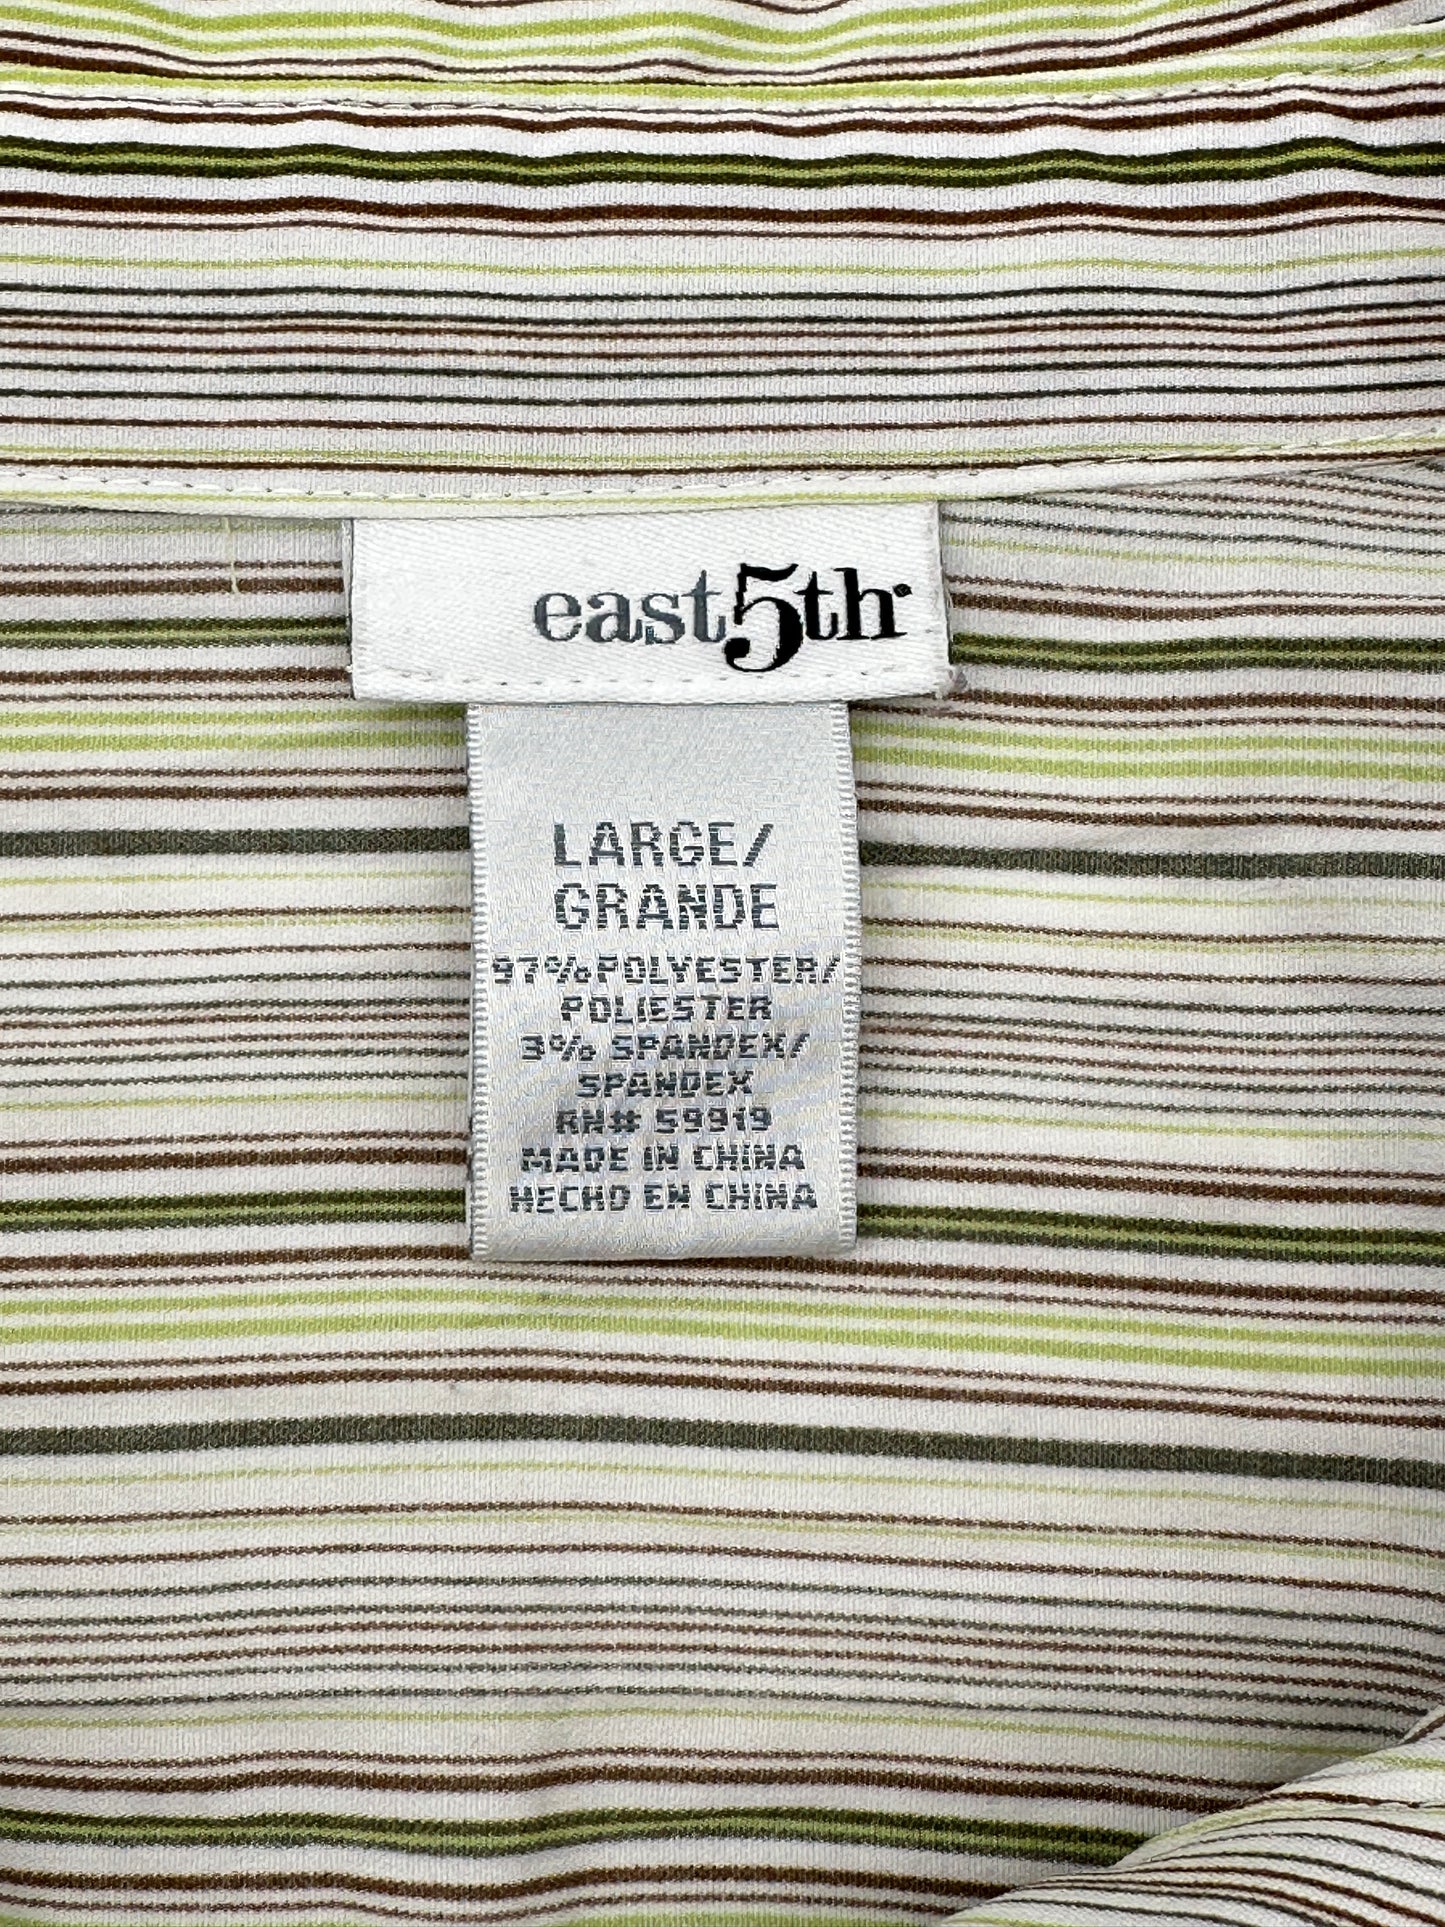 east5th
LARGE/
GRANDE
97% POLYESTER/
POLIESTER
3% SPANDEX/
SPANDEX
RN# 59919
MADE IN CHINA
HECHO EN CHINA